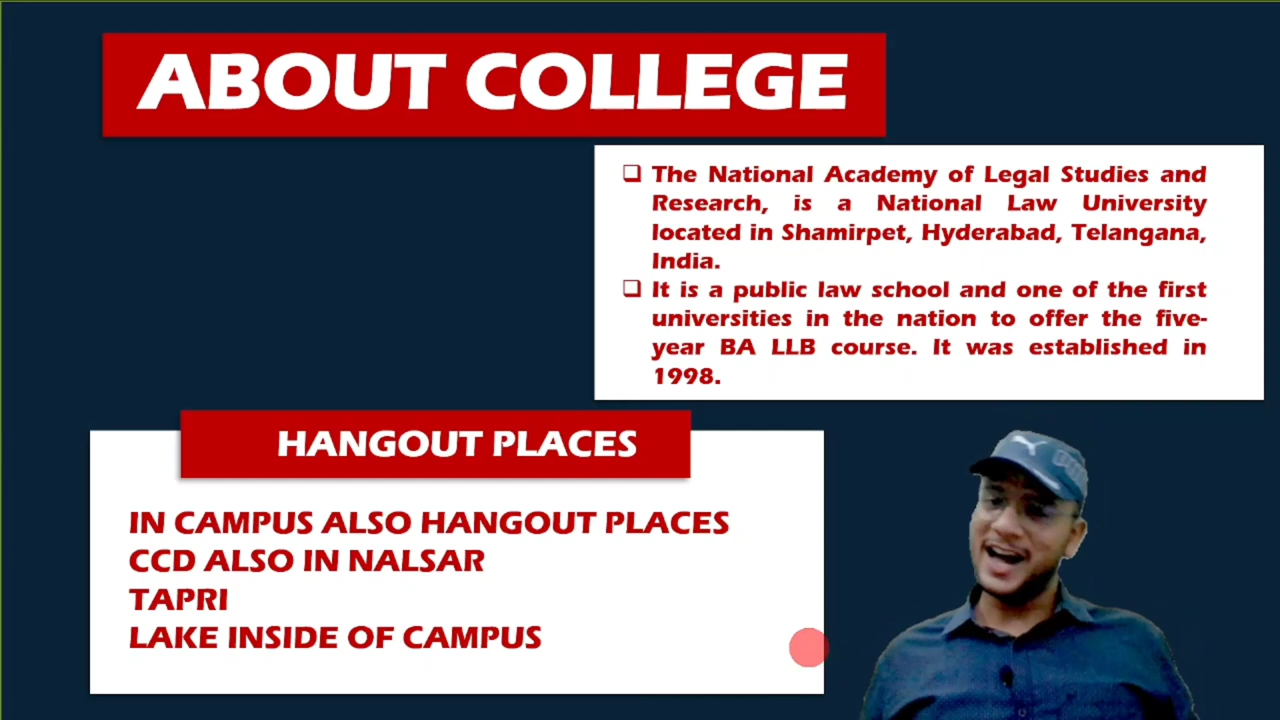 ABOUT COLLEGE
The National Academy of Legal Studies and
Research, is a National Law University
located in Shamirpet, Hyderabad, Telangana,
India.
It is a public law school and one of the first
universities in the nation to offer the five-
year BA LLB course. It was established in
1998.
HANGOUT PLACES
IN CAMPUS ALSO HANGOUT PLACES
CCD ALSO IN NALSAR
TAPRI
LAKE INSIDE OF CAMPUS